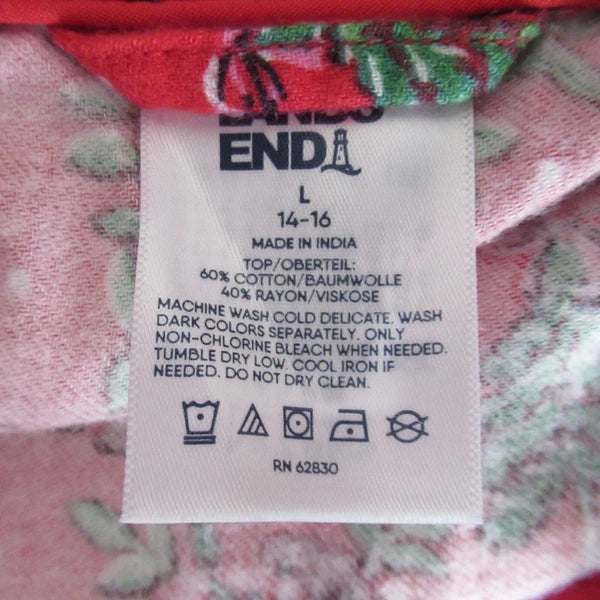 LANDS
END
L
14-16
MADE IN INDIA
TOP/OBERTEIL:
60% COTTON/BAUMWOLLE
40% RAYON/VISKOSE
MACHINE WASH COLD DELICATE. WASH
DARK COLORS SEPARATELY. ONLY
NON-CHLORINE BLEACH WHEN NEEDED.
TUMBLE DRY LOW. COOL IRON IF
NEEDED. DO NOT DRY CLEAN.
RN 62830